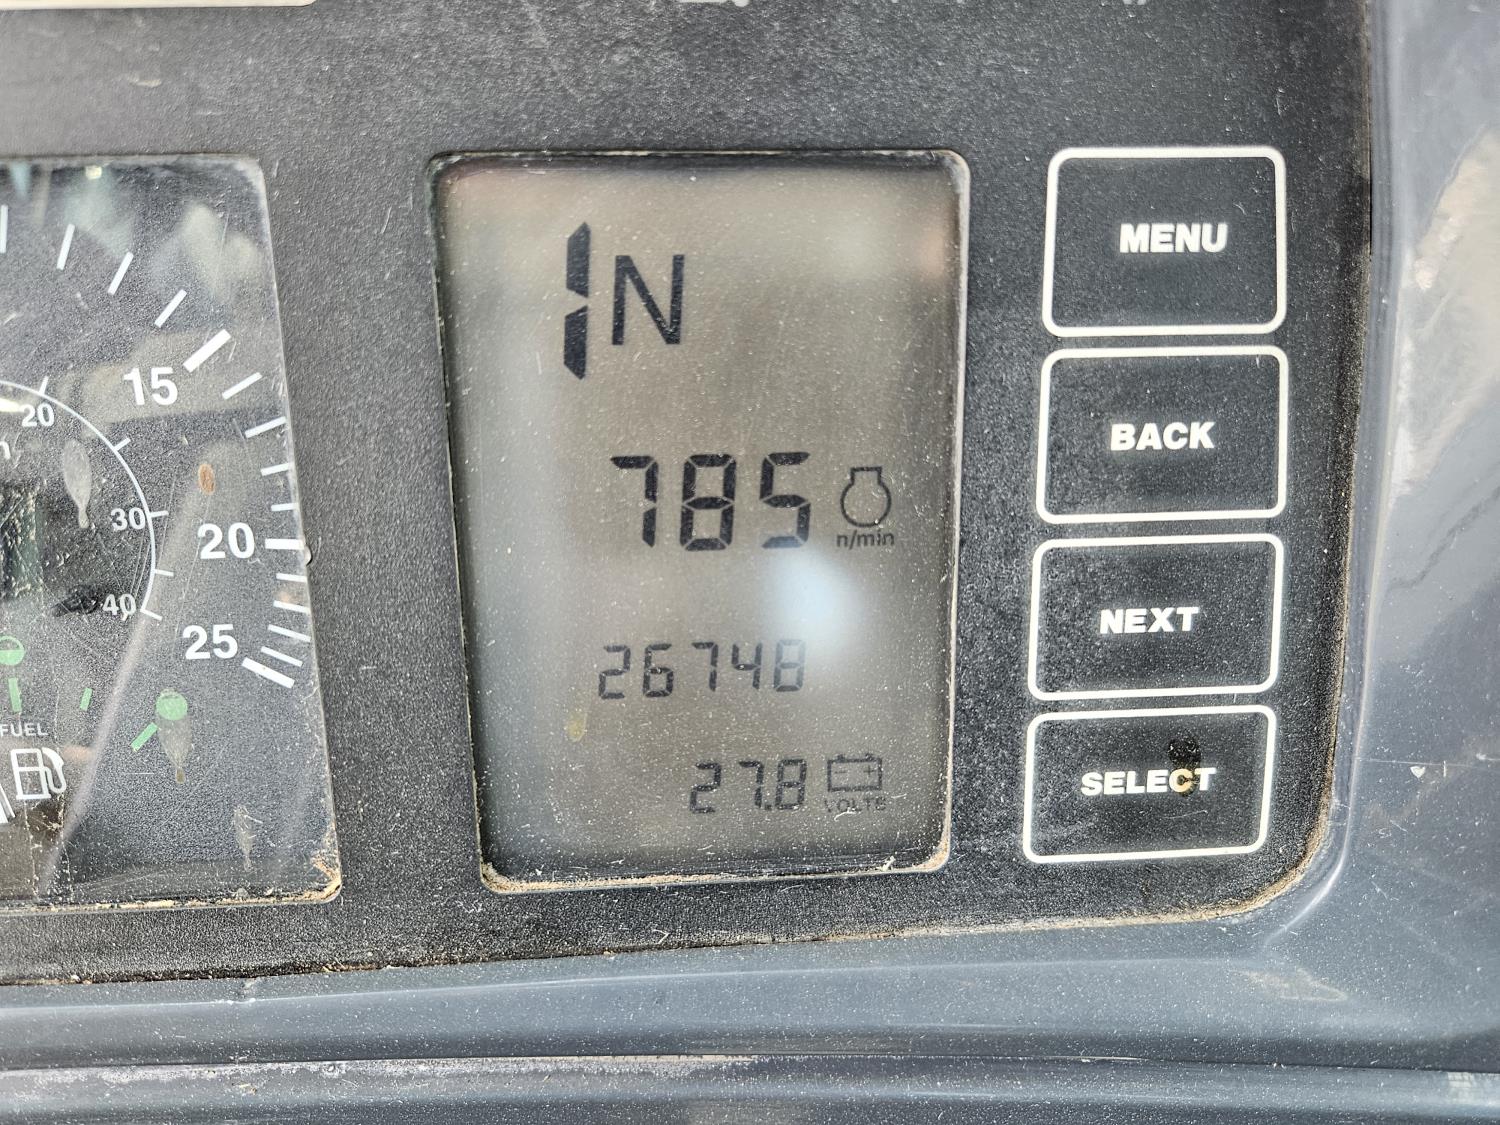 1N
785
n/min
26748
27.8
VOLTS
MENU
BACK
NEXT
SELECT
15
20
20
30
40
25
FUEL